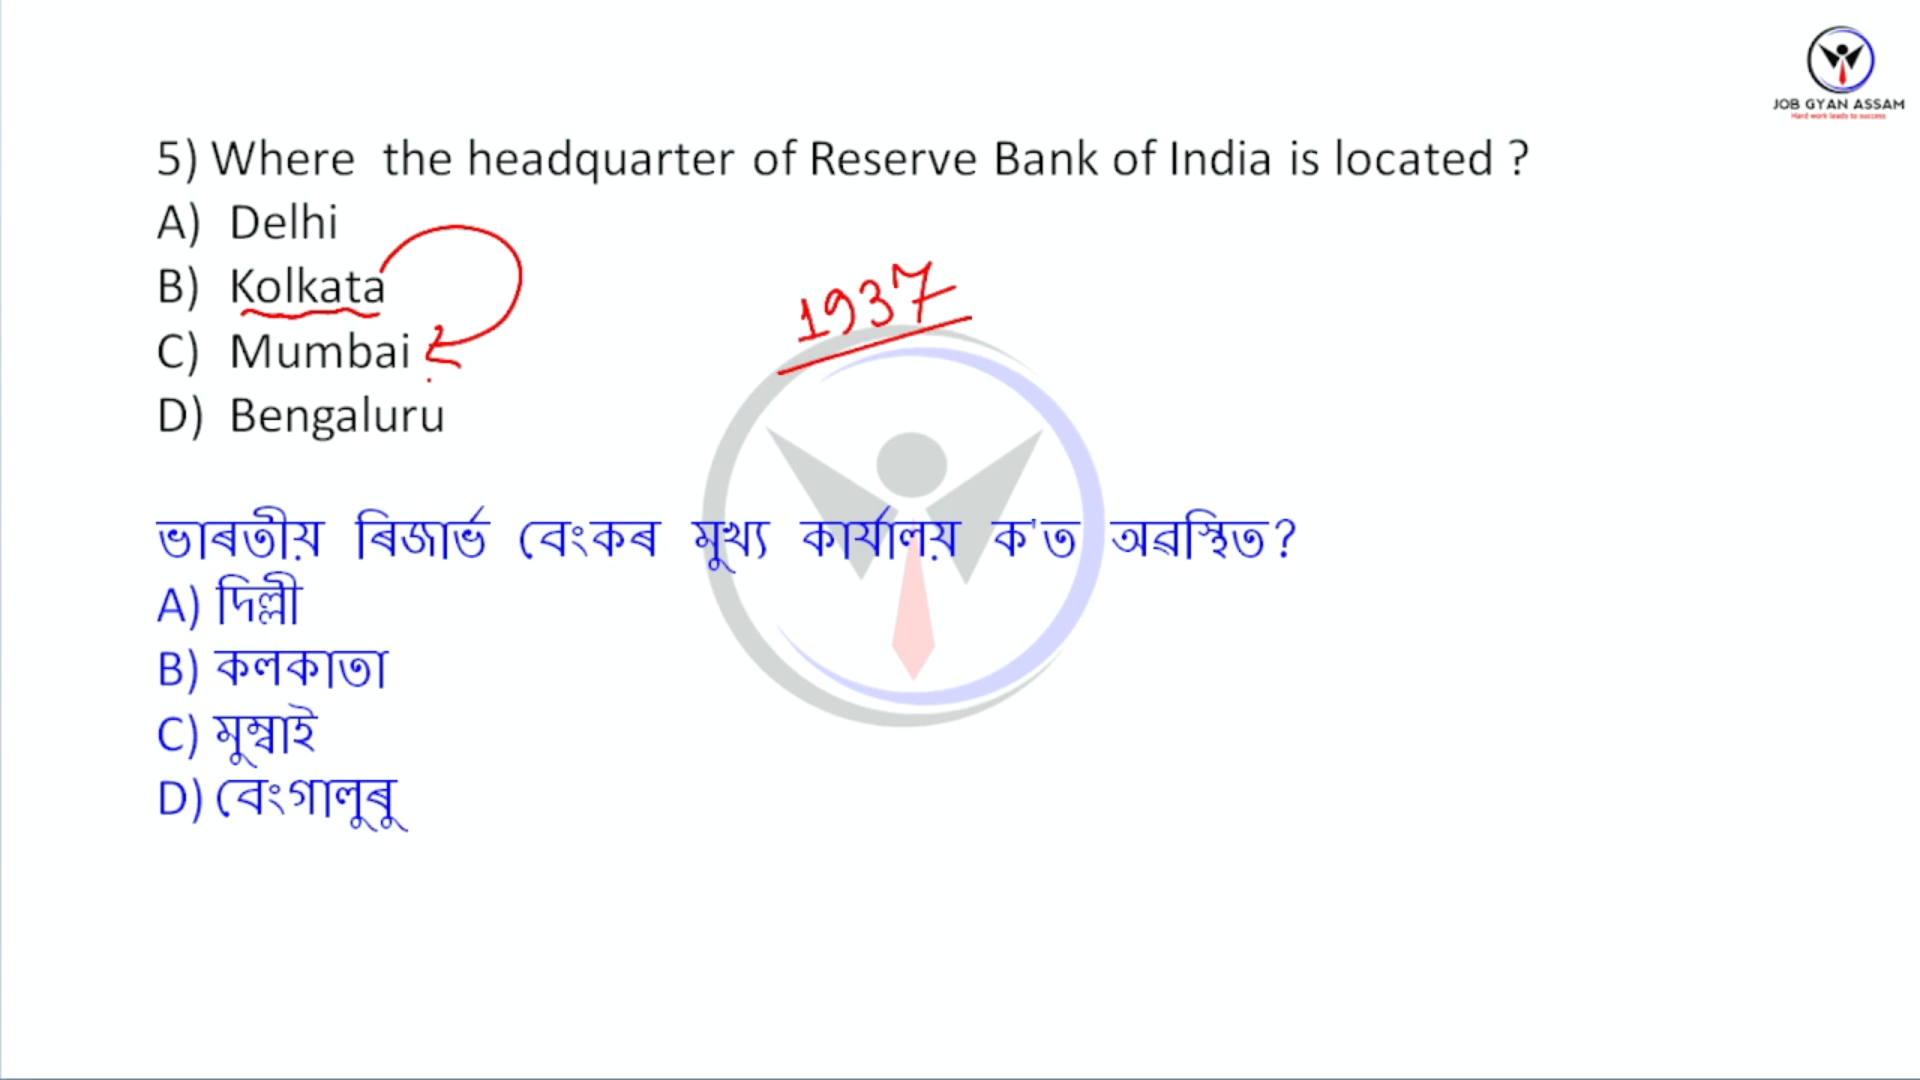 JOB GYAN ASSAM
Hard work leads to success
5) Where the headquarter of Reserve Bank of India is located ?
A) Delhi
B) Kolkata
1937
C) Mumbai
D) Bengaluru
ভাৰতীয় ৰিজাৰ্ভ বেংকৰ মুখ্য কাৰ্যালয় ক'ত অৱস্থিত?
A) দিল্লী
B) কলকাতা
C) মুম্বাই
D) বেংগালুৰু